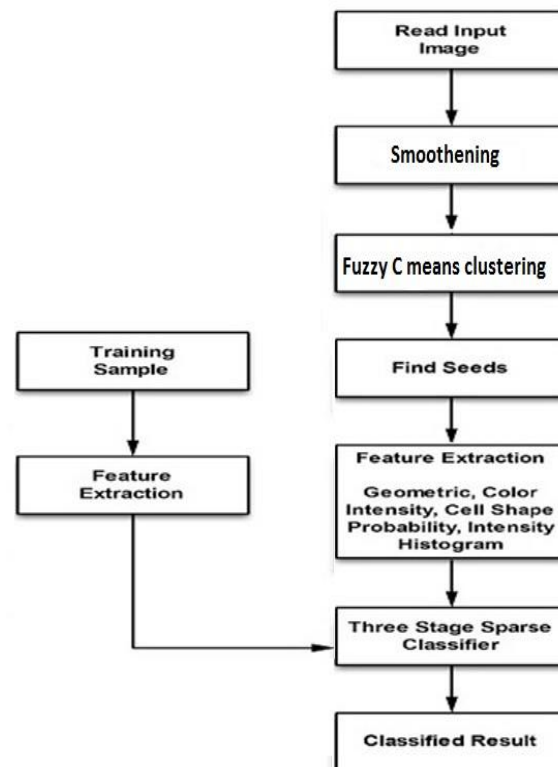 Read Input
Image
Smoothening
Fuzzy C means clustering
Find Seeds
Training
Sample
Feature
Extraction
Feature Extraction
Geometric, Color
Intensity, Cell Shape
Probability, Intensity
Histogram
Three Stage Sparse
Classifier
Classified Result